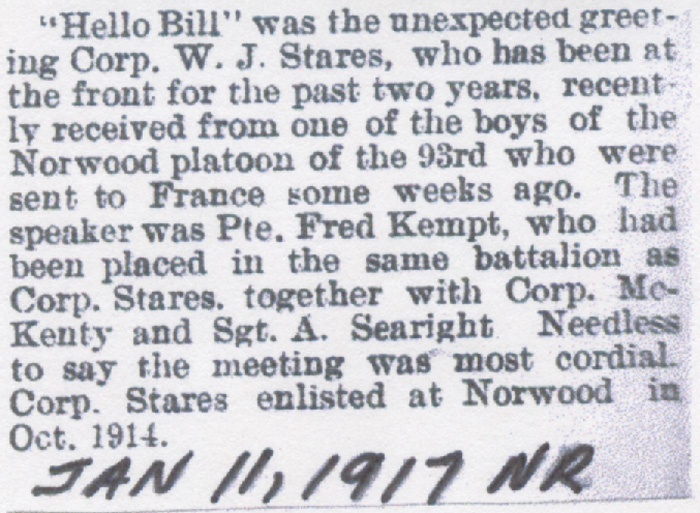 "Hello Bill" was the unexpected greet-
ing Corp. W. J. Stares, who has been at
the front for the past two years, recent-
ly received from one of the boys of the
Norwood platoon of the 93rd who were
sent to France some weeks ago. The
speaker was Pte. Fred Kempt, who had
been placed in the same battalion as
Corp. Stares. together with Corp. Mc-
Kenty and Sgt. A. Searight Needless
to say the meeting was most cordial.
Corp. Stares enlisted at Norwood in
Oct. 1914.
JAN 11, 1917 NR